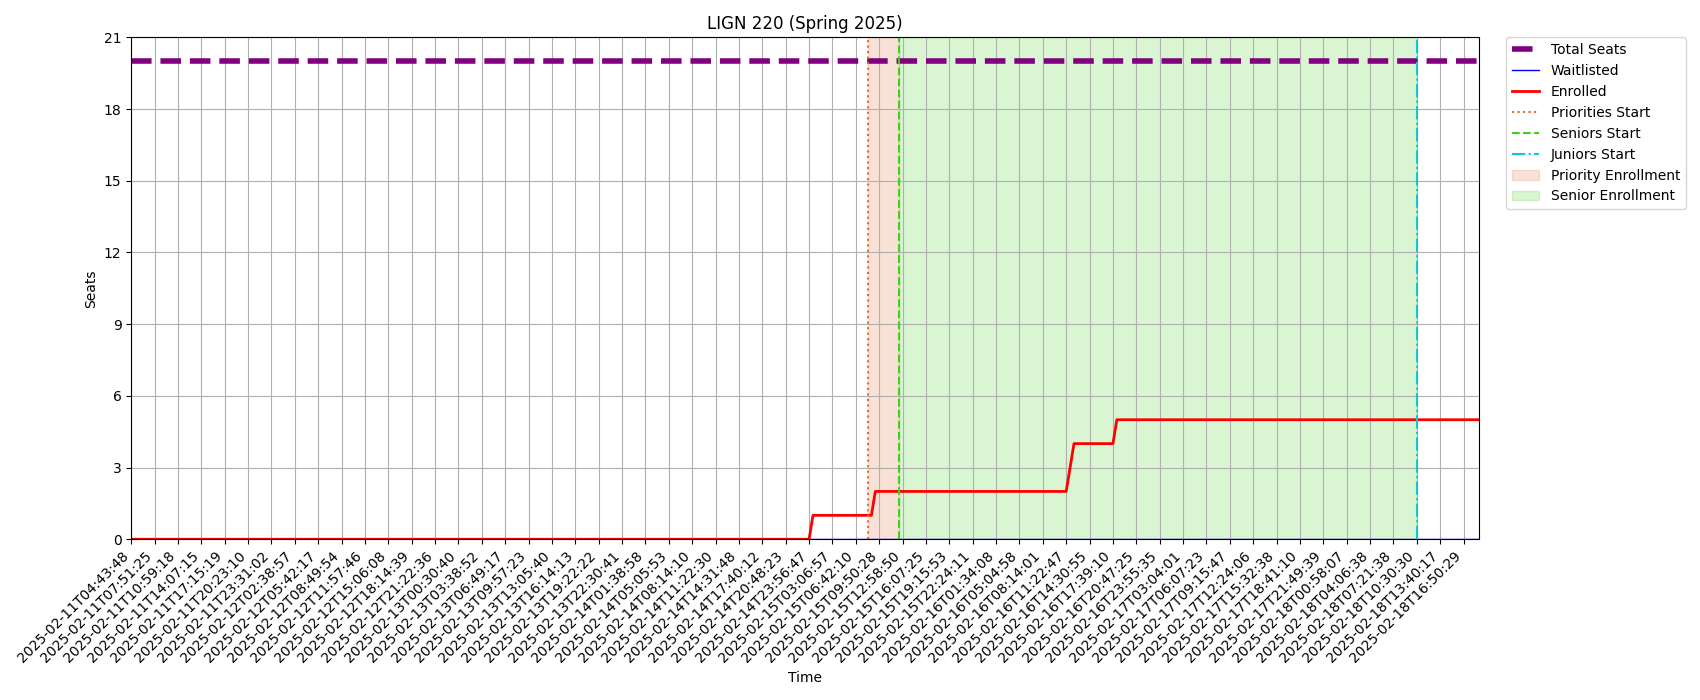 LIGN 220 (Spring 2025)
21
18
15
12
9
6
3
0
Seats
Total Seats
Waitlisted
Enrolled
Priorities Start
Seniors Start
Juniors Start
Priority Enrollment
Senior Enrollment
2025-02-11T04:43:48
2025-02-11T07:51:25
2025-02-11T10:59:18
2025-02-11T14:07:15
2025-02-11T17:15:19
2025-02-11T20:23:10
2025-02-11T23:31:02
2025-02-12T02:38:57
2025-02-12T05:42:17
2025-02-12T08:49:54
2025-02-12T11:57:46
2025-02-12T15:06:08
2025-02-12T18:14:39
2025-02-12T21:22:36
2025-02-13T00:30:40
2025-02-13T03:38:52
2025-02-13T06:49:17
2025-02-13T09:57:23
2025-02-13T13:05:40
2025-02-13T16:14:13
2025-02-13T19:22:22
2025-02-13T22:30:41
2025-02-14T01:38:58
2025-02-14T05:05:53
2025-02-14T08:14:10
2025-02-14T11:22:30
2025-02-14T14:31:48
2025-02-14T17:40:12
2025-02-14T20:48:23
2025-02-14T23:56:47
2025-02-15T03:06:57
2025-02-15T06:42:10
2025-02-15T09:50:28
2025-02-15T12:58:50
2025-02-15T16:07:25
2025-02-15T19:15:53
2025-02-15T22:24:11
2025-02-16T01:34:08
2025-02-16T05:04:58
2025-02-16T08:14:01
2025-02-16T11:22:47
2025-02-16T14:30:55
2025-02-16T17:39:10
2025-02-16T20:47:25
2025-02-16T23:55:35
2025-02-17T03:04:01
2025-02-17T06:07:23
2025-02-17T09:15:47
2025-02-17T12:24:06
2025-02-17T15:32:38
2025-02-17T18:41:10
2025-02-17T21:49:39
2025-02-18T00:58:07
2025-02-18T04:06:38
2025-02-18T07:21:38
2025-02-18T10:30:30
2025-02-18T13:40:17
2025-02-18T16:50:29
Time